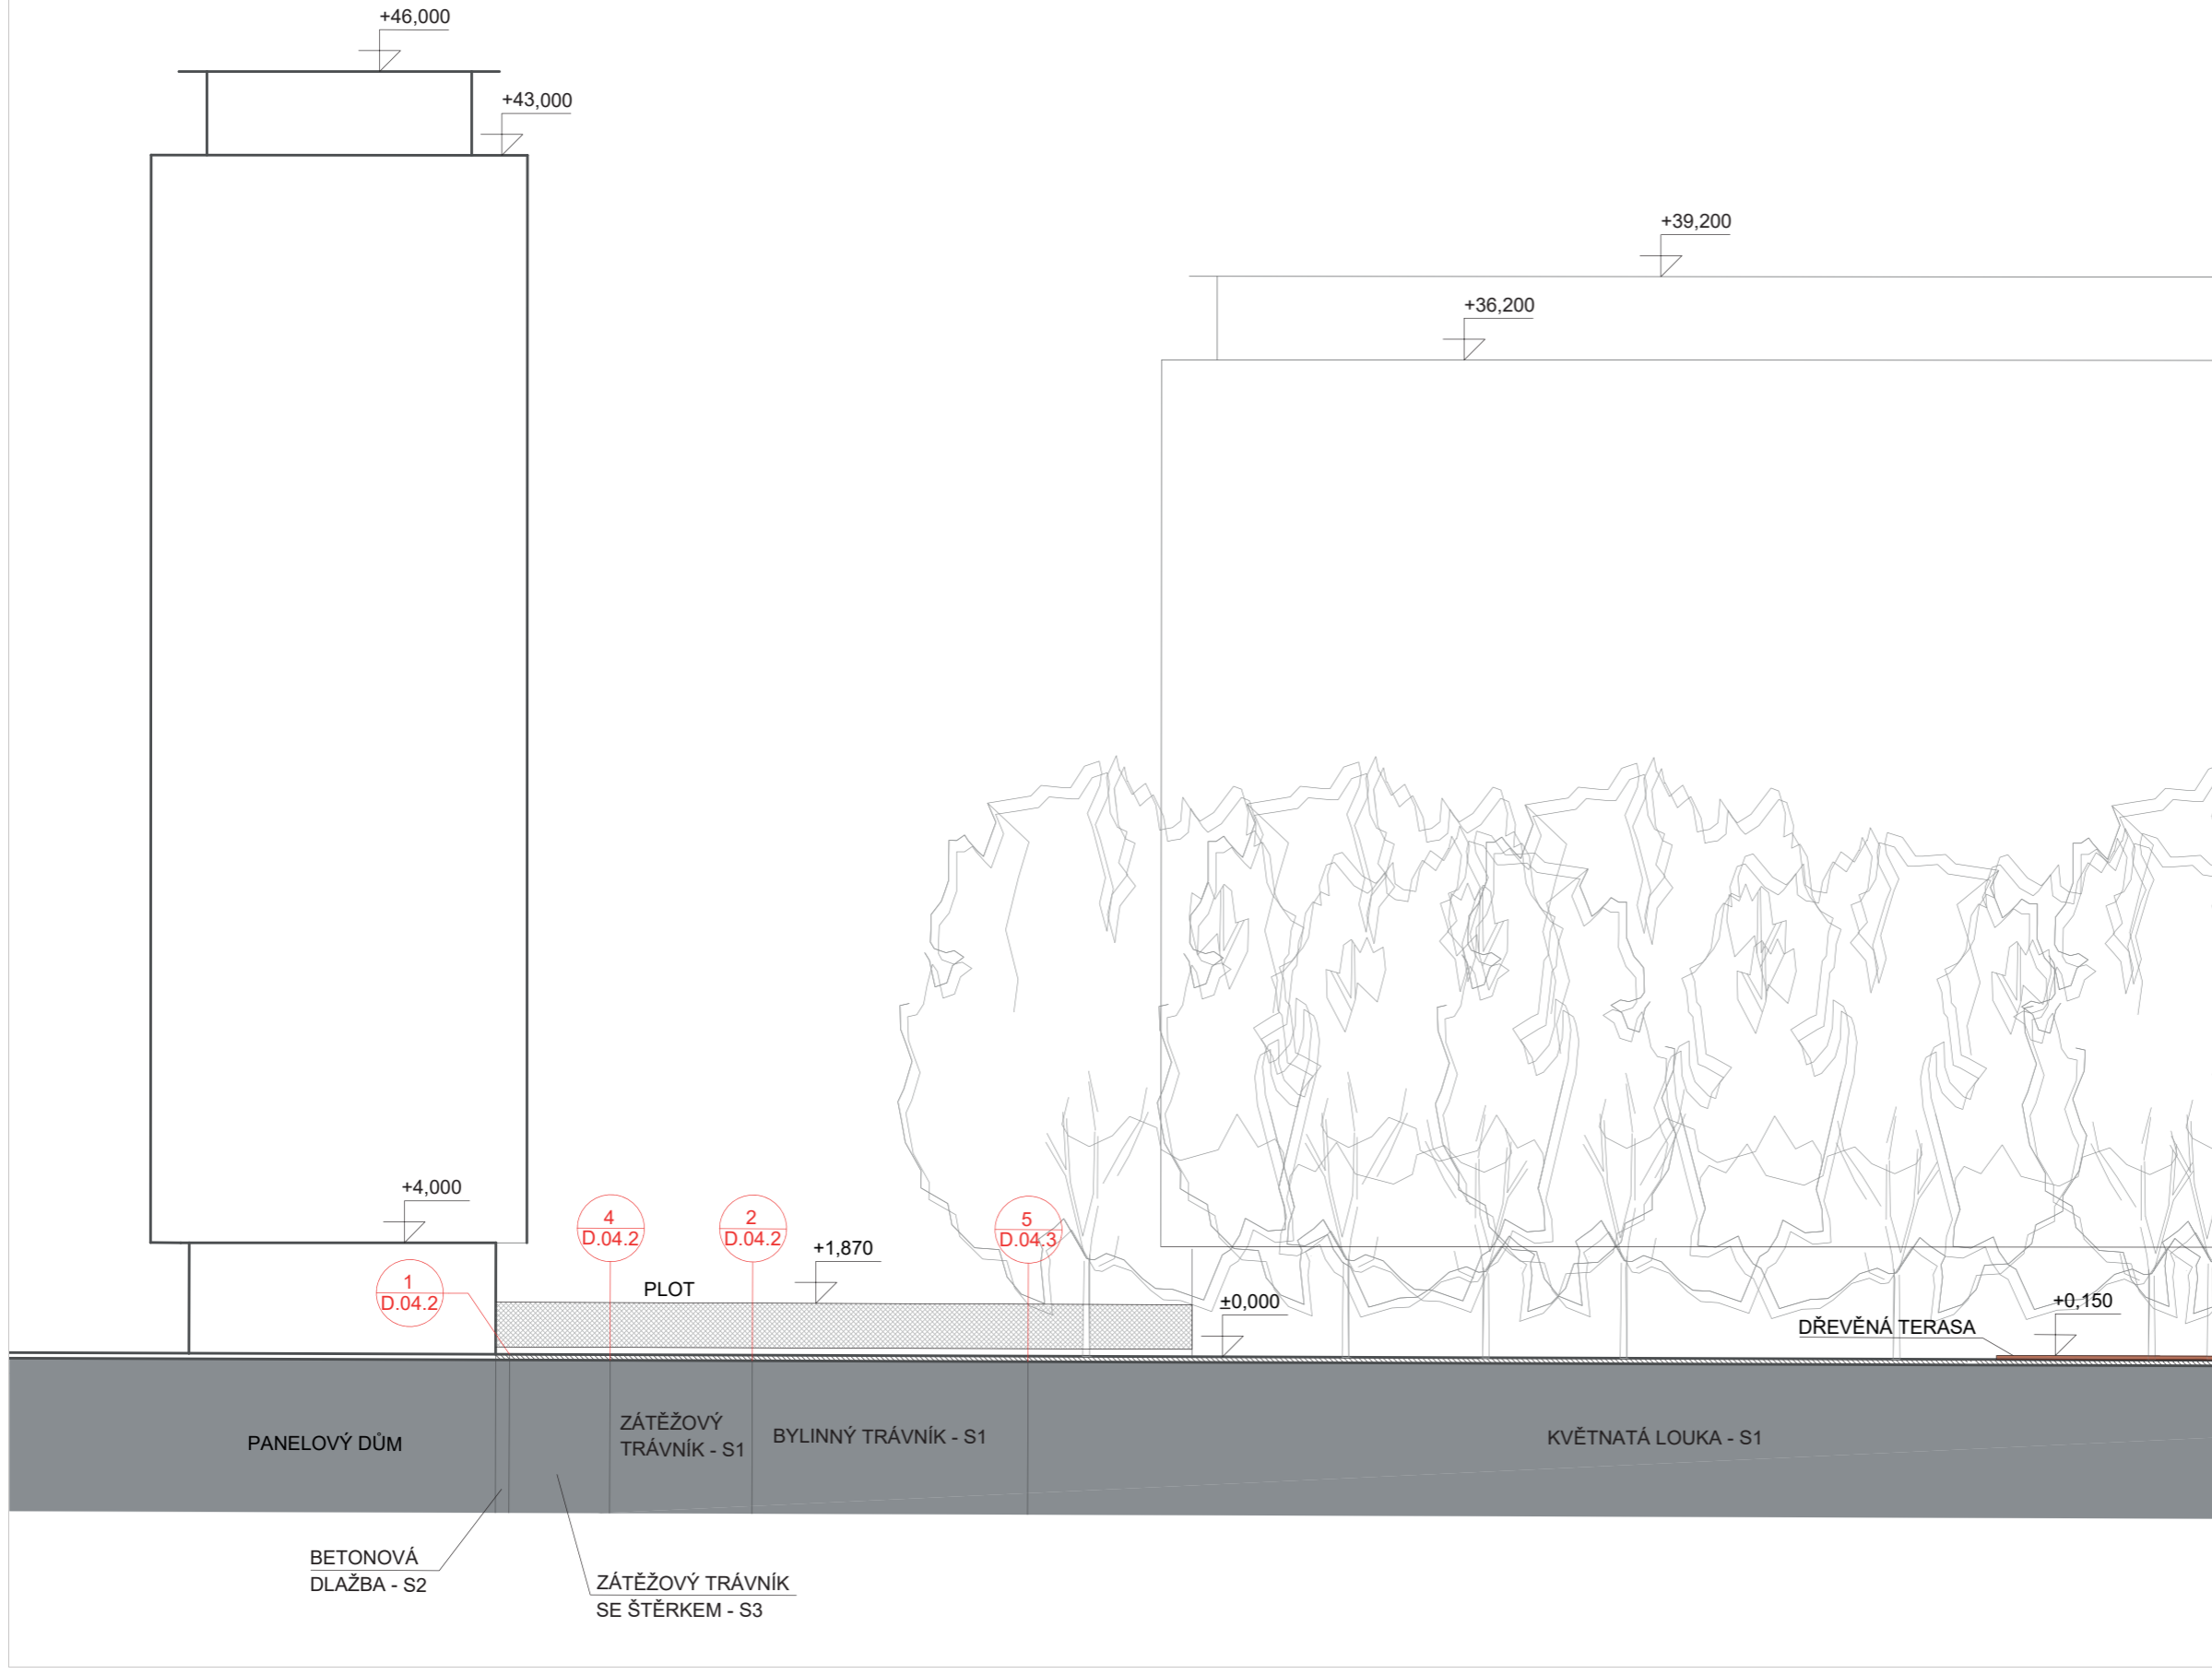 +46,000
+43,000
+39,200
+36,200
+4,000
4
D.04.2
2
D.04.2
5
D.04.3
+1,870
1
D.04.2
PLOT
±0,000
+0,150
DŘEVĚNÁ TERASA
PANELOVÝ DŮM
ZÁTĚŽOVÝ
TRÁVNÍK - S1
BYLINNÝ TRÁVNÍK - S1
KVĚTNATÁ LOUKA - S1
BETONOVÁ
DLAŽBA - S2
ZÁTĚŽOVÝ TRÁVNÍK
SE ŠTĚRKEM - S3